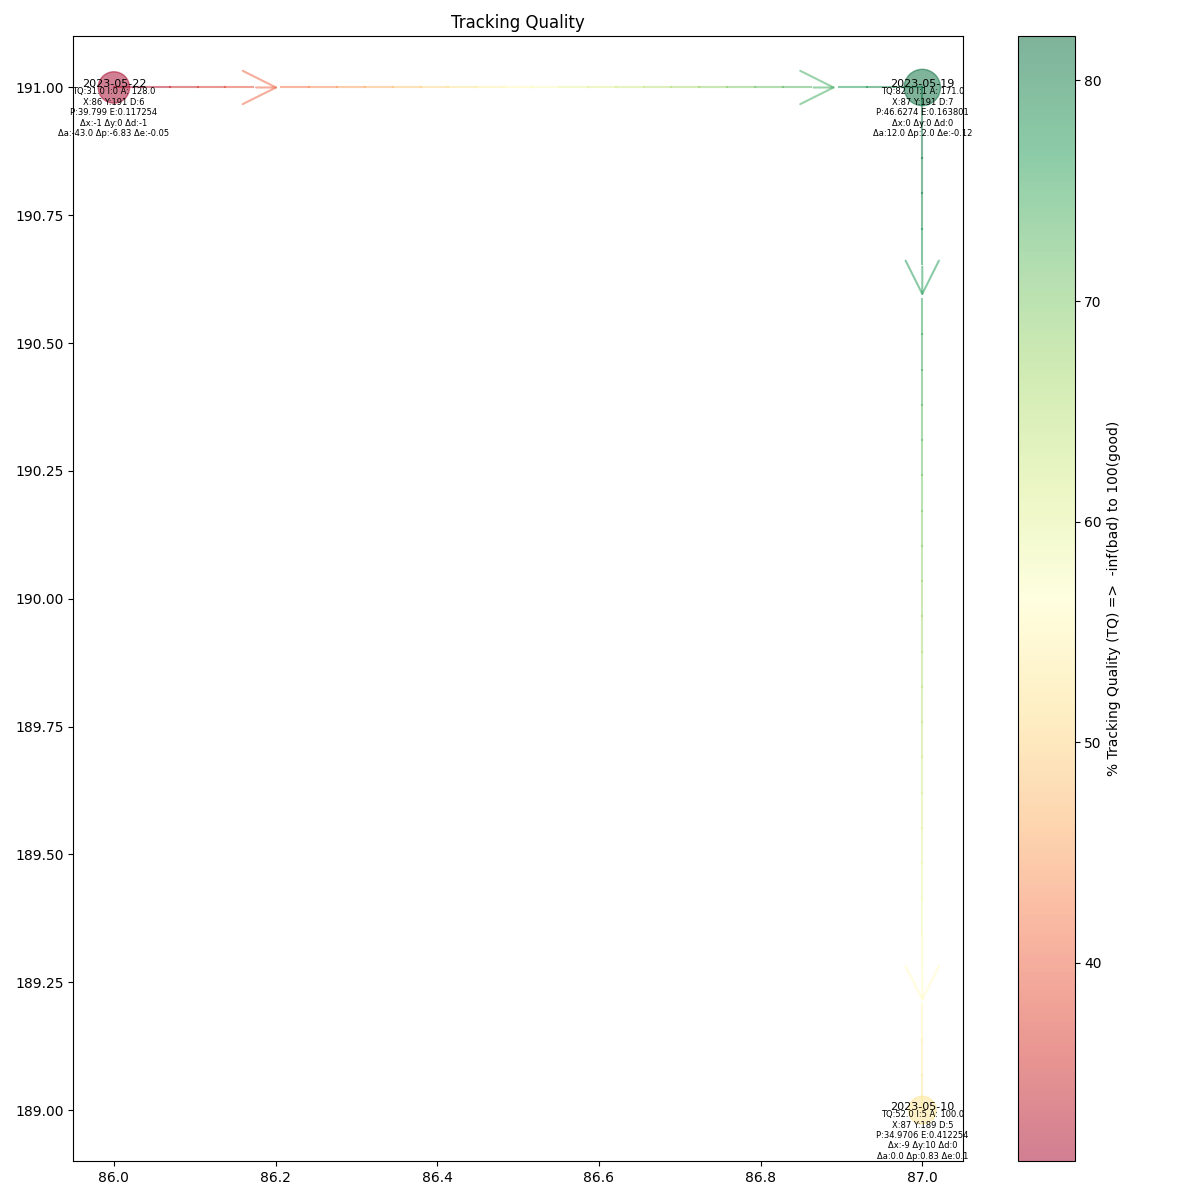 Tracking Quality
2023-05-22
TQ:31.0 I:0 A: 128.0
X:86 Y:191 D:6
P:39.799 E:0.117254
Δx:-1 Δy:0 Δd:-1
Δa:-43.0 Δp:-6.83 Δe:-0.05
2023-05-19
TQ:82.0 I:1 A: 171.0
X:87 Y:191 D:7
P:46.6274 E:0.163801
Δx:0 Δy:0 Δd:0
Δa:12.0 Δp:2.0 Δe:-0.12
2023-05-10
TQ:52.0 I:5 A: 100.0
X:87 Y:189 D:5
P:34.9706 E:0.412254
Δx:-9 Δy:10 Δd:0
Δa:0.0 Δp:0.83 Δe:0.1
191.00
190.75
190.50
190.25
190.00
189.75
189.50
189.25
189.00
86.0
86.2
86.4
86.6
86.8
87.0
80
70
60
50
40
% Tracking Quality (TQ) =>  -inf(bad) to 100(good)